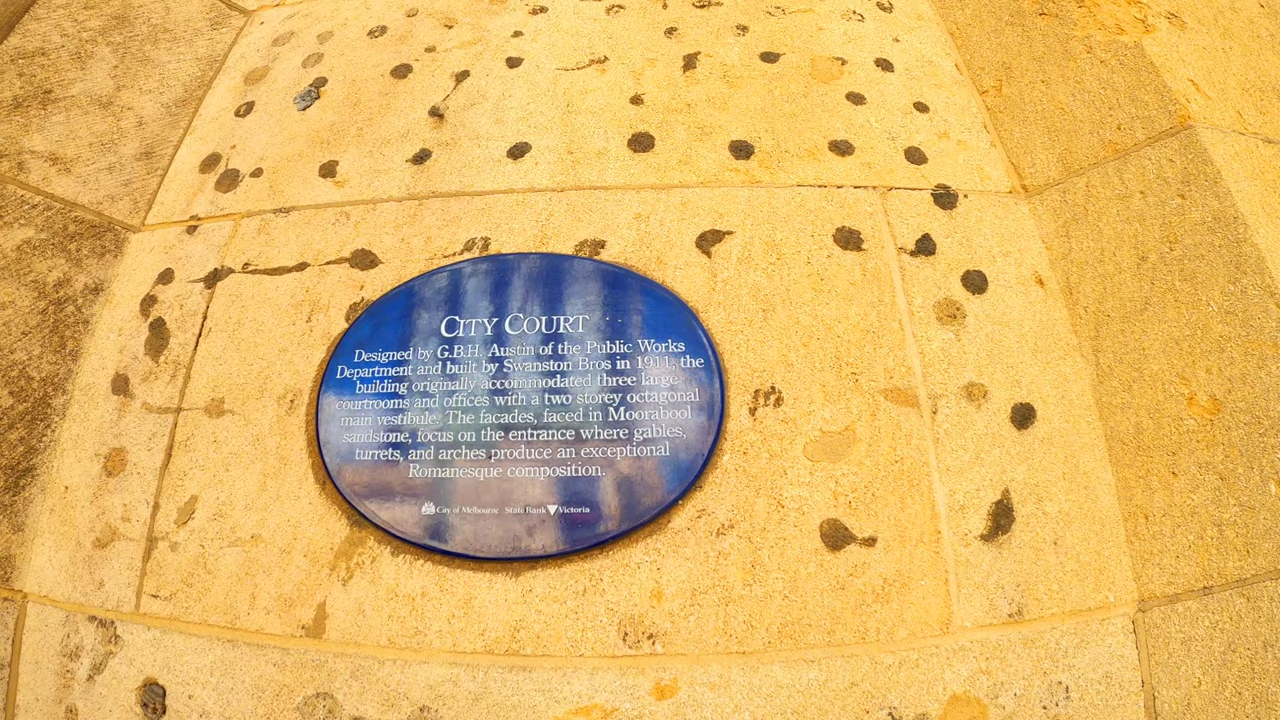 CITY COURT
Designed by G.B.H. Austin of the Public Works
Department and built by Swanston Bros in 1911, the
building originally accommodated three large
courtrooms and offices with a two storey octagonal
main vestibule. The facades, faced in Moorabool
sandstone, focus on the entrance where gables,
turrets, and arches produce an exceptional
Romanesque composition.
City of Melbourne State Bank Victoria